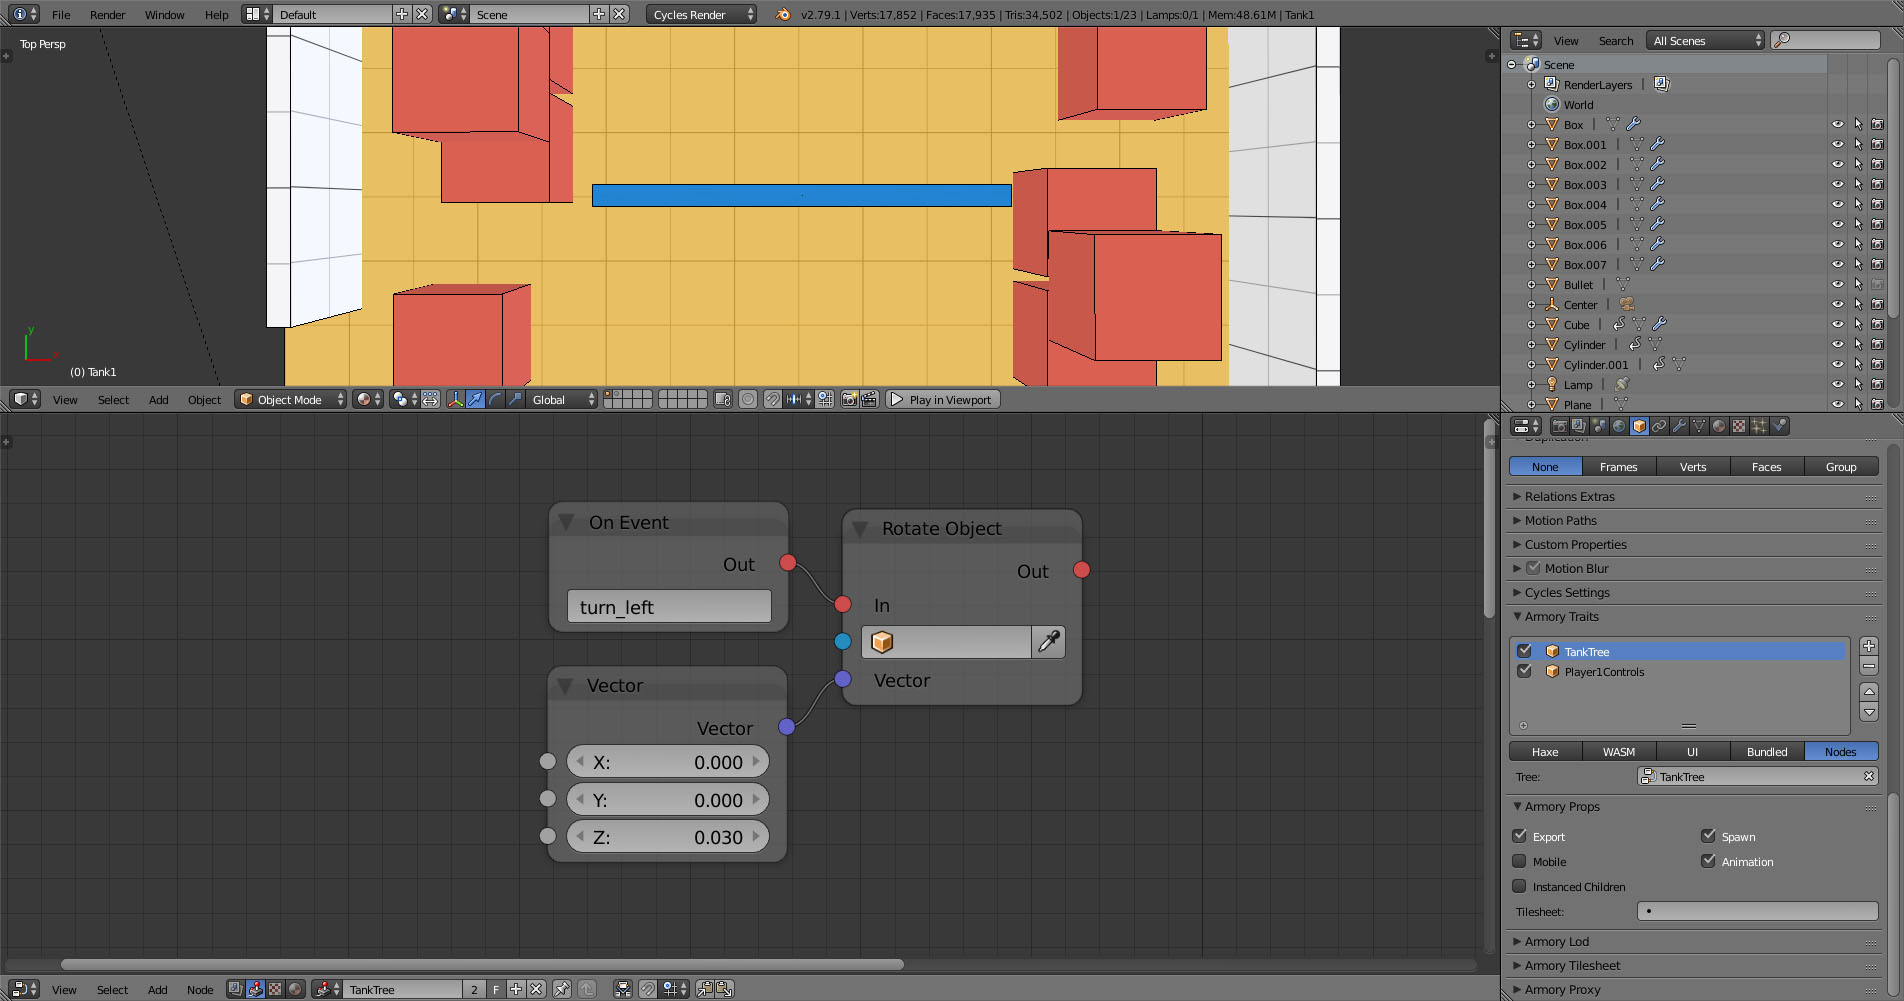 File Render Window Help Default Scene Cycles Render v2.79.1 | Verts:17,852 | Faces:17,935 | Tris:34,502 | Objects:1/23 | Lamps:0/1 | Mem:48.61M | Tank1
Top Persp
y
x
(0) Tank1
View Select Add Object Object Mode Global Play in Viewport
View Search All Scenes
Scene
RenderLayers |
World
Box |
Box.001 |
Box.002 |
Box.003 |
Box.004 |
Box.005 |
Box.006 |
Box.007 |
Bullet |
Center |
Cube |
Cylinder |
Cylinder.001 |
Lamp |
Plane |
On Event
Out
turn_left
Vector
Vector
X: 0.000
Y: 0.000
Z: 0.030
Rotate Object
Out
In
Vector
View Select Add Node TankTree 2 F
Duplication
None Frames Verts Faces Group
Relations Extras
Motion Paths
Custom Properties
Motion Blur
Cycles Settings
Armory Traits
TankTree
Player1Controls
Haxe WASM UI Bundled Nodes
Tree: TankTree
Armory Props
Export Spawn
Mobile Animation
Instanced Children
Tilesheet:
Armory Lod
Armory Tilesheet
Armory Proxy